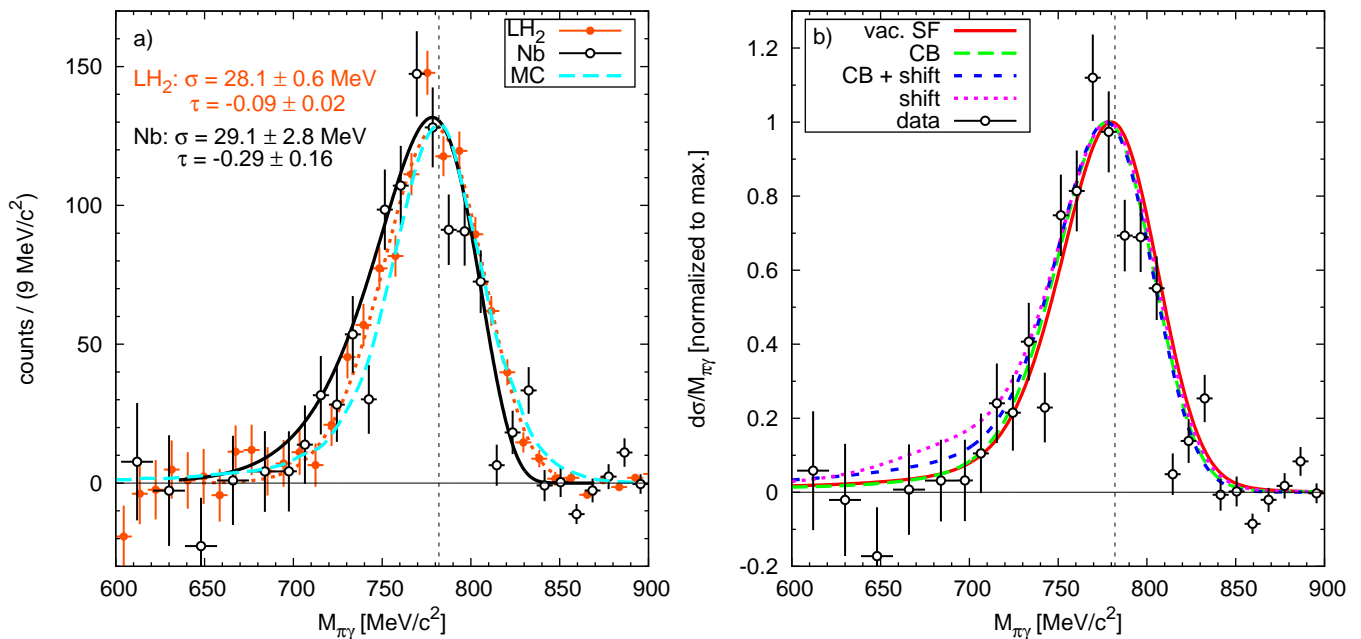 a)
LH2
Nb
MC
LH2: σ = 28.1 ± 0.6 MeV
τ = -0.09 ± 0.02
Nb: σ = 29.1 ± 2.8 MeV
τ = -0.29 ± 0.16
counts / (9 MeV/c²)
150
100
50
0
600 650 700 750 800 850 900
Mπγ [MeV/c²]
b)
vac. SF
CB
CB + shift
shift
data
dσ/Mπγ [normalized to max.]
1.2
1
0.8
0.6
0.4
0.2
0
-0.2
600 650 700 750 800 850 900
Mπγ [MeV/c²]